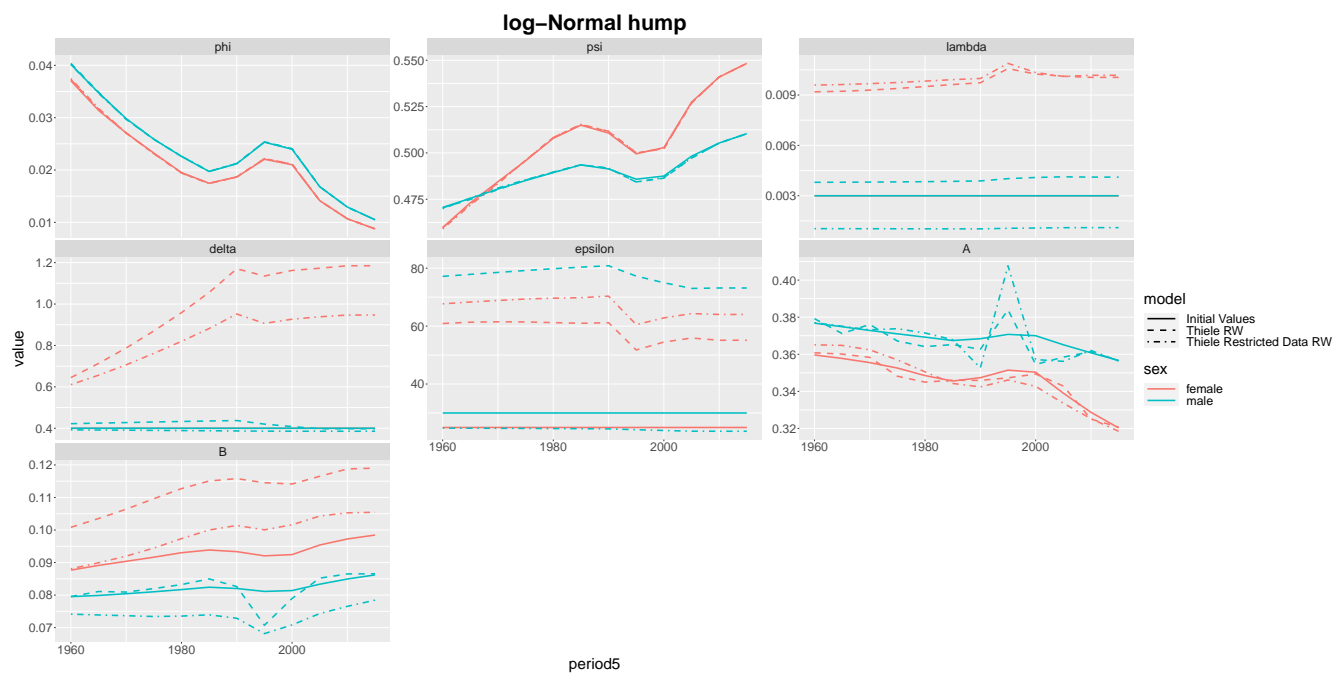 log−Normal hump
phi
psi
lambda
0.04
0.03
0.02
0.01
0.550
0.525
0.500
0.475
0.009
0.006
0.003
delta
epsilon
A
1.2
1.0
0.8
0.6
0.4
80
60
40
1960
1980
2000
0.40
0.38
0.36
0.34
0.32
1960
1980
2000
B
0.12
0.11
0.10
0.09
0.08
0.07
1960
1980
2000
value
period5
model
Initial Values
Thiele RW
Thiele Restricted Data RW
sex
female
male